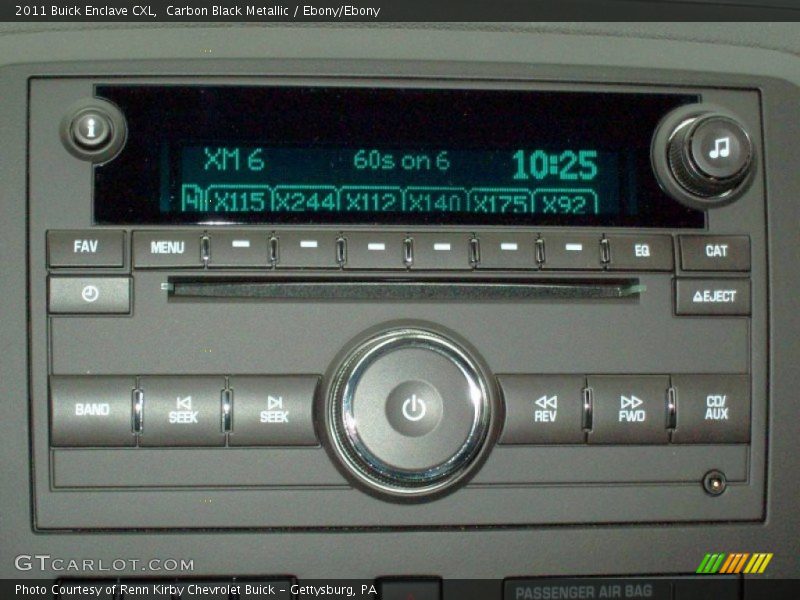 2011 Buick Enclave CXL,  Carbon Black Metallic / Ebony/Ebony
i
XM 6 60s on 6 10:25
A X115 X244 X112 X140 X175 X92
FAV MENU EQ CAT
EJECT
BAND SEEK SEEK REV FWD CD/AUX
GTCARLOT.COM
PASSENGER AIR BAG
Photo Courtesy of Renn Kirby Chevrolet Buick - Gettysburg, PA